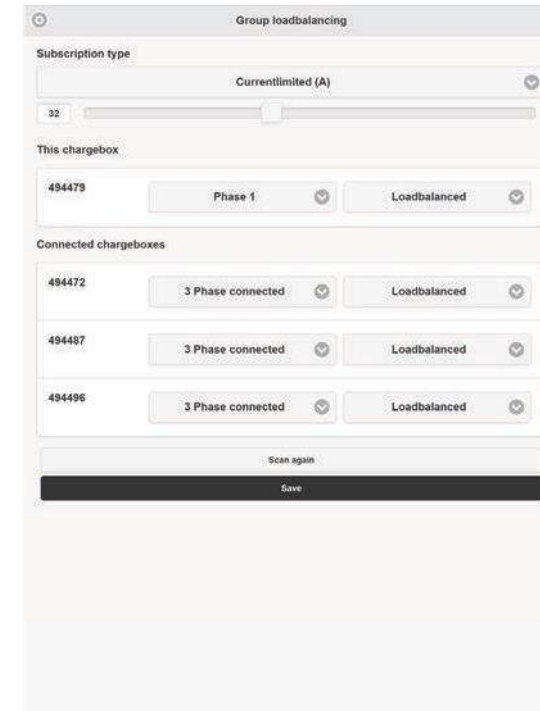 Group loadbalancing
Subscription type
Currentlimited (A)
32
This chargebox
494479 Phase 1 Loadbalanced
Connected chargeboxes
494472 3 Phase connected Loadbalanced
494487 3 Phase connected Loadbalanced
494496 3 Phase connected Loadbalanced
Scan again
Save